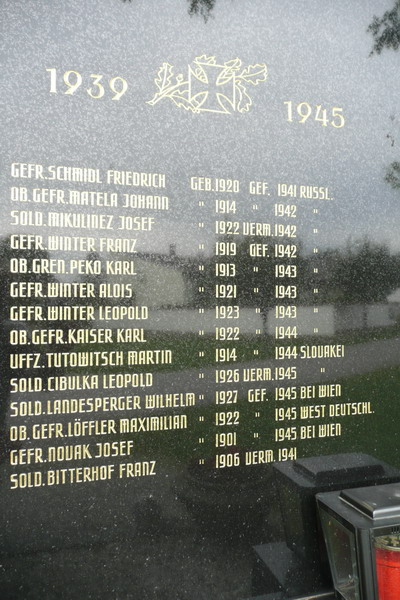 1939 1945
GEFR.SCHMIDL FRIEDRICH GEB.1920 GEF. 1941 RUSSL.
OB.GEFR.MATELA JOHANN " 1914 " 1942 "
SOLD.MIKULINEZ JOSEF " 1922 VERM.1942 "
GEFR.WINTER FRANZ " 1919 GEF. 1942 "
OB.GREN.PEKO KARL " 1913 " 1943 "
GEFR.WINTER ALOIS " 1921 " 1943 "
GEFR.WINTER LEOPOLD " 1923 " 1943 "
OB.GEFR.KAISER KARL " 1922 " 1944 "
UFFZ.TUTOWITSCH MARTIN " 1914 " 1944 SLOVAKEI
SOLD.CIBULKA LEOPOLD " 1926 VERM.1945 "
SOLD.LANDESPERGER WILHELM " 1927 GEF. 1945 BEI WIEN
OB.GEFR.LÖFFLER MAXIMILIAN " 1922 " 1945 WEST DEUTSCHL.
GEFR.NOVAK JOSEF " 1901 " 1945 BEI WIEN
SOLD.BITTERHOF FRANZ " 1906 VERM.1941